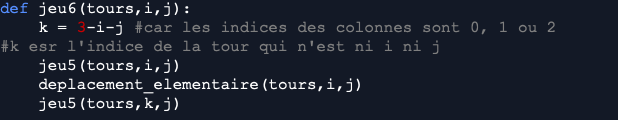 def jeu6(tours,i,j):
    k = 3-i-j #car les indices des colonnes sont 0, 1 ou 2
#k esr l'indice de la tour qui n'est ni i ni j
    jeu5(tours,i,j)
    deplacement_elementaire(tours,i,j)
    jeu5(tours,k,j)